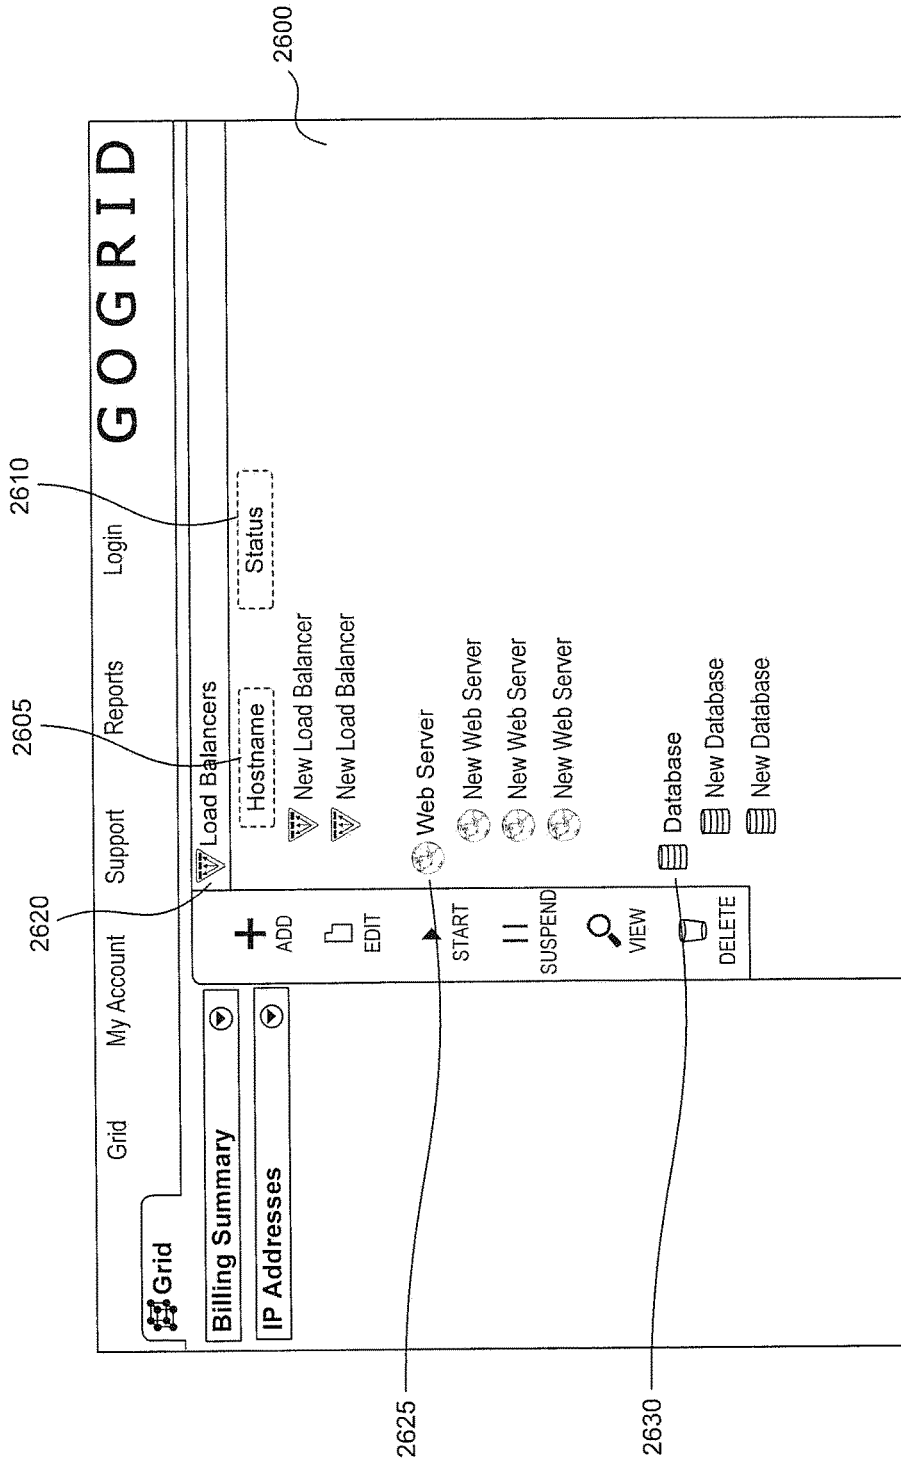 GOGRID
Grid My Account Support Reports Login
Grid
Billing Summary
IP Addresses
ADD
EDIT
START
SUSPEND
VIEW
DELETE
Load Balancers
Hostname Status
New Load Balancer
New Load Balancer
Web Server
New Web Server
New Web Server
New Web Server
Database
New Database
New Database
2600
2605
2610
2620
2625
2630